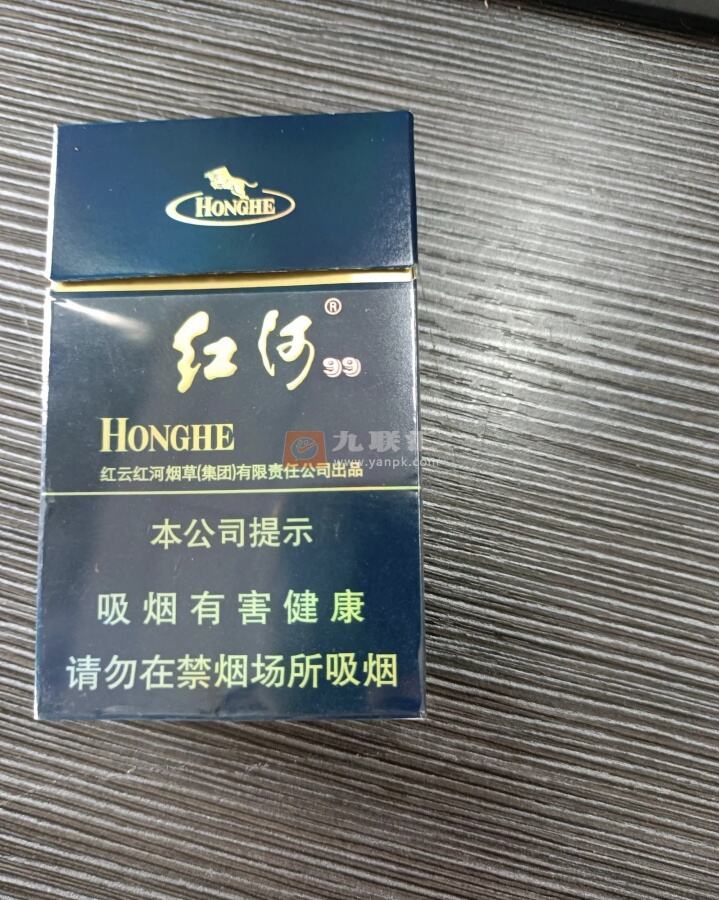 HONGHE
红河®
99
HONGHE
红云红河烟草(集团)有限责任公司出品
九联
www.yanpk.com
本公司提示
吸烟有害健康
请勿在禁烟场所吸烟